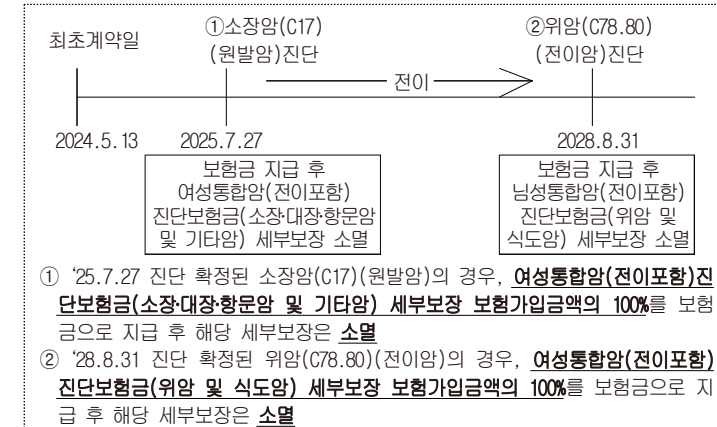 최초계약일
①소장암(C17)
(원발암)진단
②위암(C78.80)
(전이암)진단
전이
2024.5.13
2025.7.27
2028.8.31
보험금 지급 후
여성통합암(전이포함)
진단보험금(소장·대장·항문암
및 기타암) 세부보장 소멸
보험금 지급 후
님성통합암(전이포함)
진단보험금(위암 및
식도암) 세부보장 소멸
① ‘25.7.27 진단 확정된 소장암(C17)(원발암)의 경우, 여성통합암(전이포함)진
단보험금(소장·대장·항문암 및 기타암) 세부보장 보험가입금액의 100%를 보험
금으로 지급 후 해당 세부보장은 소멸
② ‘28.8.31 진단 확정된 위암(C78.80)(전이암)의 경우, 여성통합암(전이포함)
진단보험금(위암 및 식도암) 세부보장 보험가입금액의 100%를 보험금으로 지
급 후 해당 세부보장은 소멸